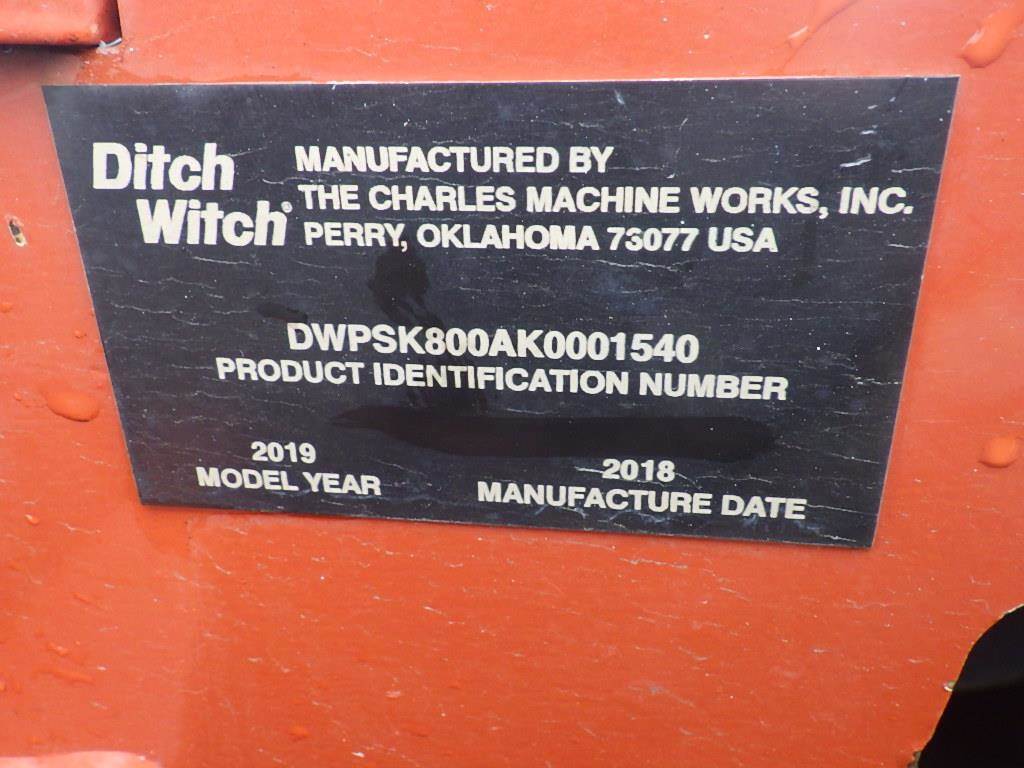 Ditch
Witch®
MANUFACTURED BY
THE CHARLES MACHINE WORKS, INC.
PERRY, OKLAHOMA 73077 USA
DWPSK800AK0001540
PRODUCT IDENTIFICATION NUMBER
2019
MODEL YEAR
2018
MANUFACTURE DATE